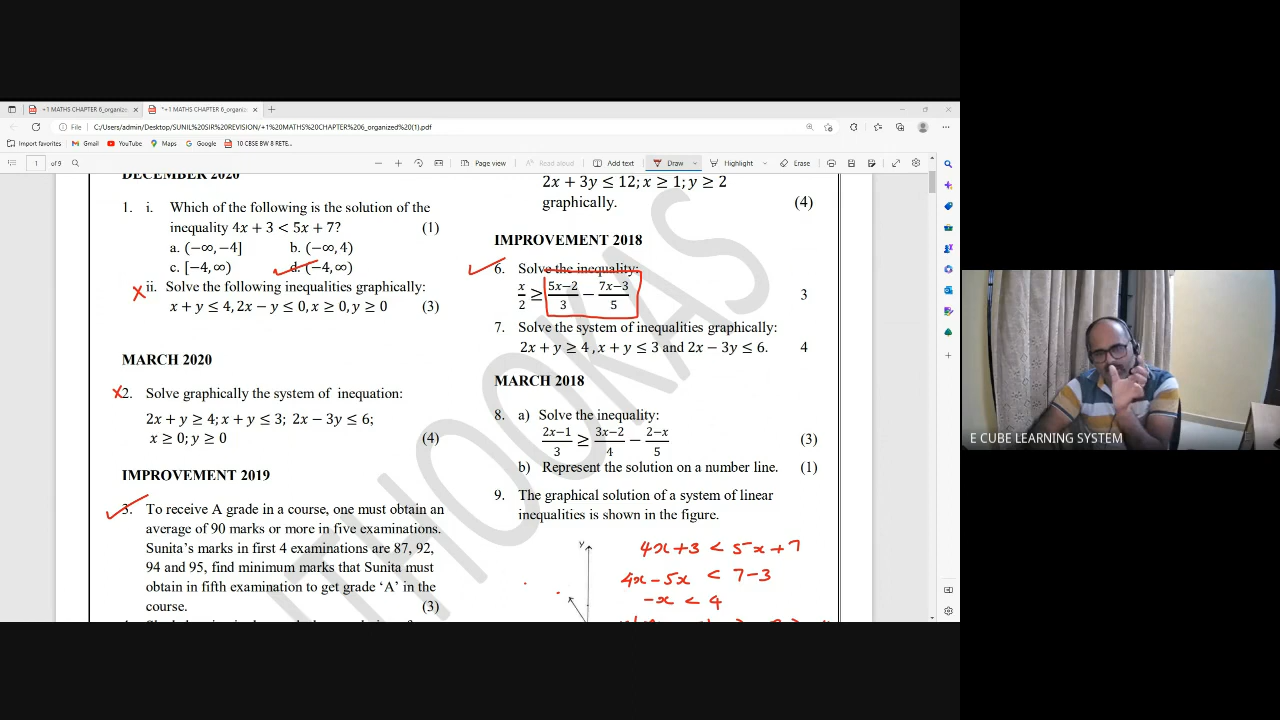 +1 MATHS CHAPTER 6_organize
*+1 MATHS CHAPTER 6_organiz
File C:/Users/admin/Desktop/SUNIL%20SIR%20REVISION/+1%20MATHS%20CHAPTER%206_organized%20(1).pdf
Import favorites Gmail YouTube Maps Google 10 CBSE BW 8 RETE...
1 of 9 Page view Read aloud Add text Draw Highlight Erase
DECEMBER 2020
1. i. Which of the following is the solution of the
inequality 4x + 3 < 5x + 7? (1)
a. (−∞, −4] b. (−∞, 4)
c. [−4, ∞) d. (−4, ∞)
ii. Solve the following inequalities graphically:
x + y ≤ 4, 2x − y ≤ 0, x ≥ 0, y ≥ 0 (3)
MARCH 2020
2. Solve graphically the system of inequation:
2x + y ≥ 4; x + y ≤ 3; 2x − 3y ≤ 6;
x ≥ 0; y ≥ 0 (4)
IMPROVEMENT 2019
3. To receive A grade in a course, one must obtain an
average of 90 marks or more in five examinations.
Sunita's marks in first 4 examinations are 87, 92,
94 and 95, find minimum marks that Sunita must
obtain in fifth examination to get grade 'A' in the
course. (3)
2x + 3y ≤ 12; x ≥ 1; y ≥ 2
graphically. (4)
IMPROVEMENT 2018
6. Solve the inequality:
x/2 ≥ 5x−2/3 − 7x−3/5 3
7. Solve the system of inequalities graphically:
2x + y ≥ 4 , x + y ≤ 3 and 2x − 3y ≤ 6. 4
MARCH 2018
8. a) Solve the inequality:
2x−1/3 ≥ 3x−2/4 − 2−x/5 (3)
b) Represent the solution on a number line. (1)
9. The graphical solution of a system of linear
inequalities is shown in the figure.
y
4x+3 < 5x+7
4x-5x < 7-3
-x < 4
THOOKAS
E CUBE LEARNING SYSTEM